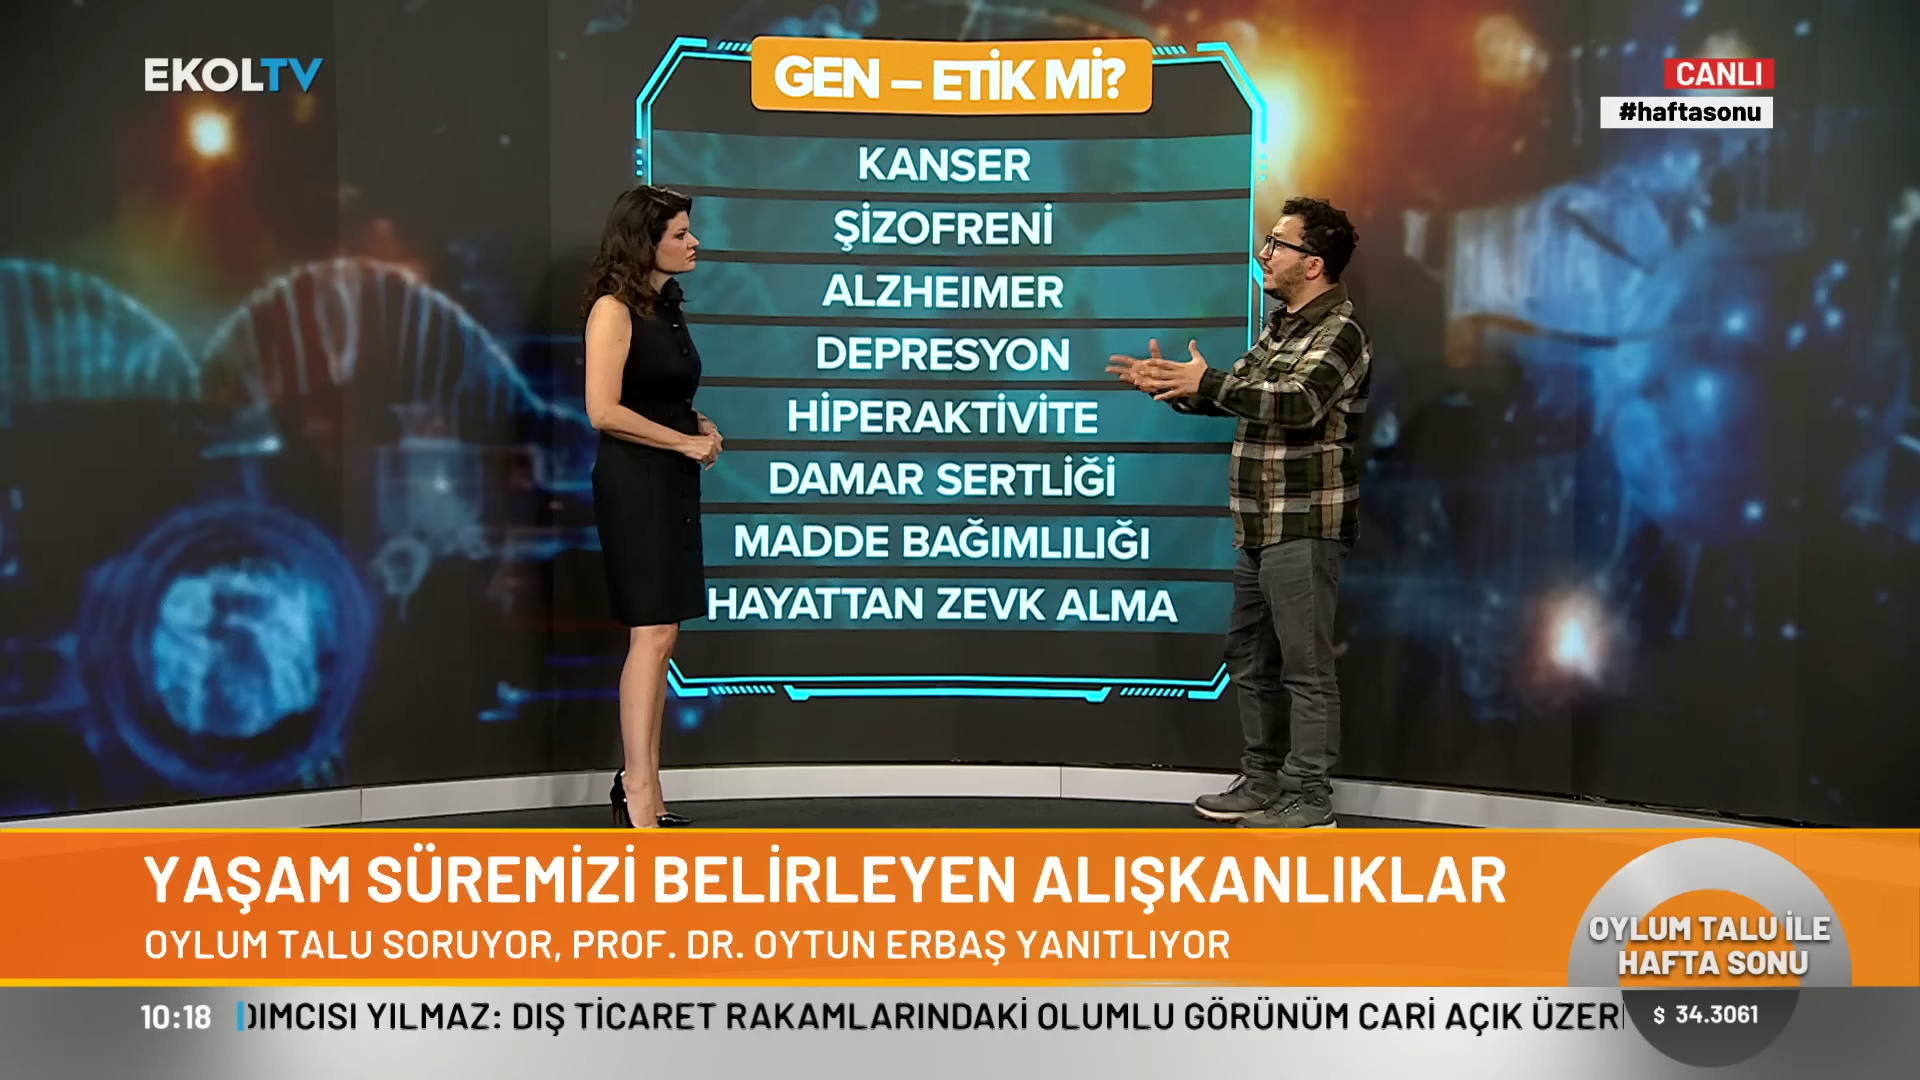 EKOLTV
CANLI
#haftasonu
GEN – ETİK Mİ?
KANSER
ŞİZOFRENİ
ALZHEIMER
DEPRESYON
HİPERAKTİVİTE
DAMAR SERTLİĞİ
MADDE BAĞIMLILIĞI
HAYATTAN ZEVK ALMA
YAŞAM SÜREMİZİ BELİRLEYEN ALIŞKANLIKLAR
OYLUM TALU SORUYOR, PROF. DR. OYTUN ERBAŞ YANITLIYOR
OYLUM TALU İLE
HAFTA SONU
10:18
DIMCISI YILMAZ: DIŞ TİCARET RAKAMLARINDAKİ OLUMLU GÖRÜNÜM CARİ AÇIK ÜZERİ
$ 34.3061